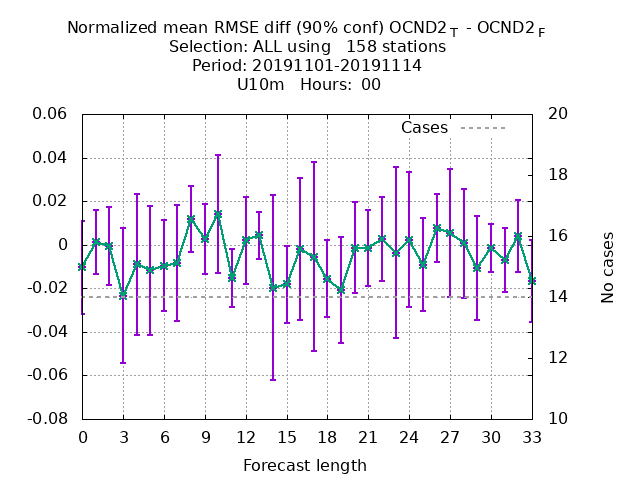 Normalized mean RMSE diff (90% conf) OCND2 T - OCND2 F
Selection: ALL using 158 stations
Period: 20191101-20191114
U10m Hours: 00
Cases
0.06
0.04
0.02
0
-0.02
-0.04
-0.06
-0.08
20
18
16
14
12
10
No cases
0 3 6 9 12 15 18 21 24 27 30 33
Forecast length